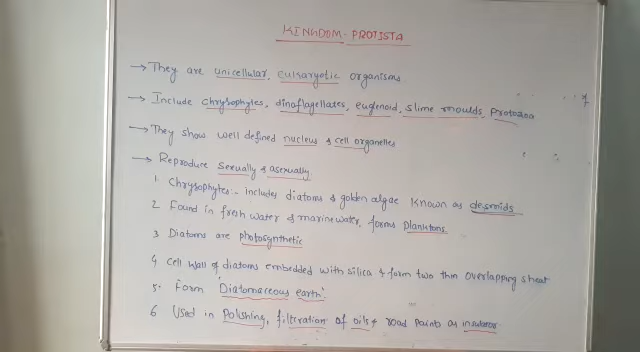 KINGDOM-PROTISTA
→ They are unicellular, eukaryotic organisms
→ Include chrysophytes, dinoflagellates, euglenoid, slime moulds, Protozoa
→ They show well defined nucleus & cell organelles
→ Reproduce sexually & asexually
1 Chrysophytes - includes diatoms & golden algae known as desmids
2 Found in fresh water & marine water, forms planktons
3 Diatoms are photosynthetic
4 Cell wall of diatoms embedded with silica & form two thin overlapping sheat
5. Form 'Diatomaceous earth'
6 Used in polishing, filteration of oils & road paints as insulator